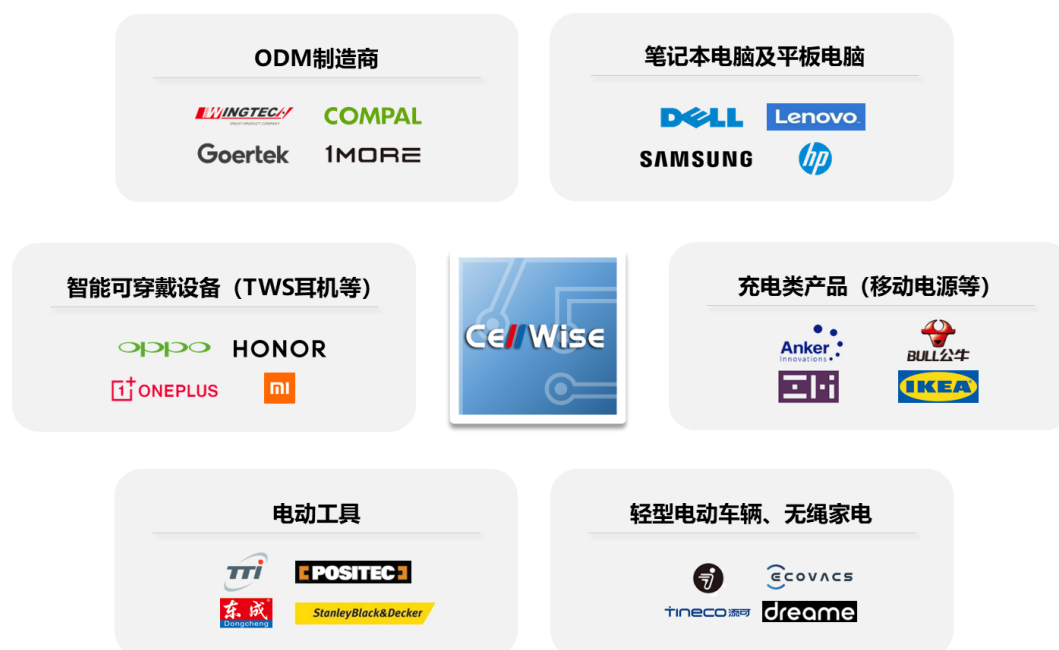 ODM制造商
WINGTECH
COMPAL
Goertek
1MORE
笔记本电脑及平板电脑
DELL
Lenovo
SAMSUNG
hp
智能可穿戴设备（TWS耳机等）
oppo
HONOR
1+ ONEPLUS
mi
CellWise
充电类产品（移动电源等）
Anker
Innovations
BULL公牛
IKEA
电动工具
TTi
POSITEC
东成
Dongcheng
StanleyBlack&Decker
轻型电动车辆、无绳家电
ECOVACS
TINECO添可
dreame